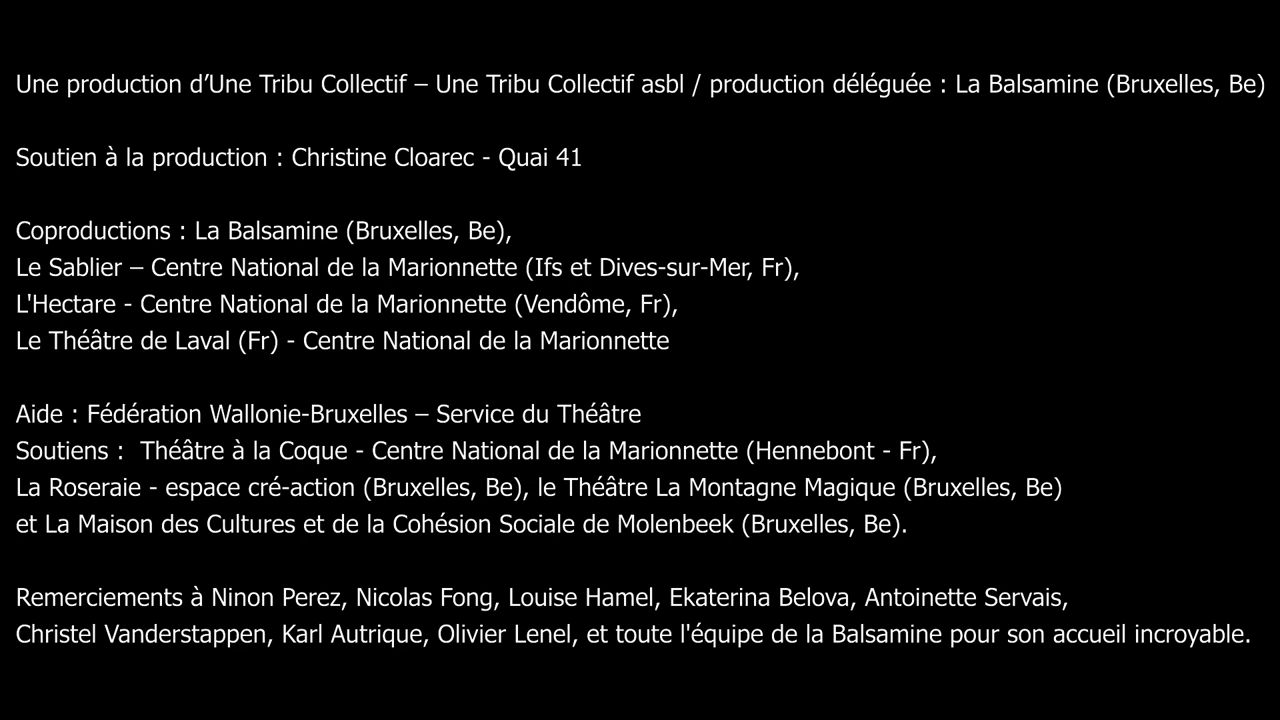 Une production d’Une Tribu Collectif – Une Tribu Collectif asbl / production déléguée : La Balsamine (Bruxelles, Be)
Soutien à la production : Christine Cloarec - Quai 41
Coproductions : La Balsamine (Bruxelles, Be),
Le Sablier – Centre National de la Marionnette (Ifs et Dives-sur-Mer, Fr),
L'Hectare - Centre National de la Marionnette (Vendôme, Fr),
Le Théâtre de Laval (Fr) - Centre National de la Marionnette
Aide : Fédération Wallonie-Bruxelles – Service du Théâtre
Soutiens :  Théâtre à la Coque - Centre National de la Marionnette (Hennebont - Fr),
La Roseraie - espace cré-action (Bruxelles, Be), le Théâtre La Montagne Magique (Bruxelles, Be)
et La Maison des Cultures et de la Cohésion Sociale de Molenbeek (Bruxelles, Be).
Remerciements à Ninon Perez, Nicolas Fong, Louise Hamel, Ekaterina Belova, Antoinette Servais,
Christel Vanderstappen, Karl Autrique, Olivier Lenel, et toute l'équipe de la Balsamine pour son accueil incroyable.